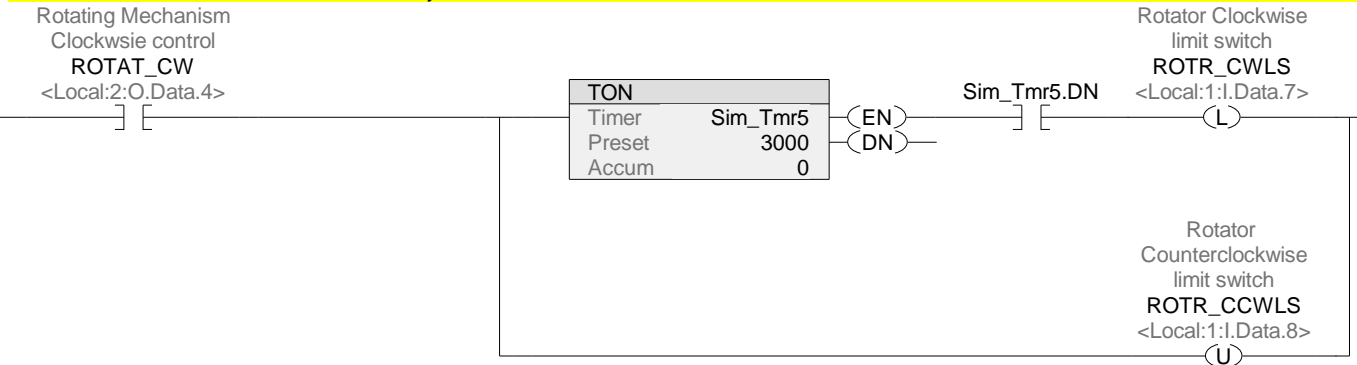 Rotating Mechanism
Clockwsie control
ROTAT_CW
<Local:2:O.Data.4>
TON
Timer Sim_Tmr5
Preset 3000
Accum 0
EN
DN
Sim_Tmr5.DN
Rotator Clockwise
limit switch
ROTR_CWLS
<Local:1:I.Data.7>
L
Rotator
Counterclockwise
limit switch
ROTR_CCWLS
<Local:1:I.Data.8>
U